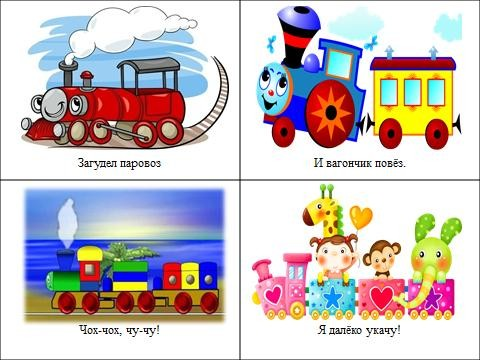 Загудел паровоз
И вагончик повёз.
Чох-чох, чу-чу!
Я далёко укачу!